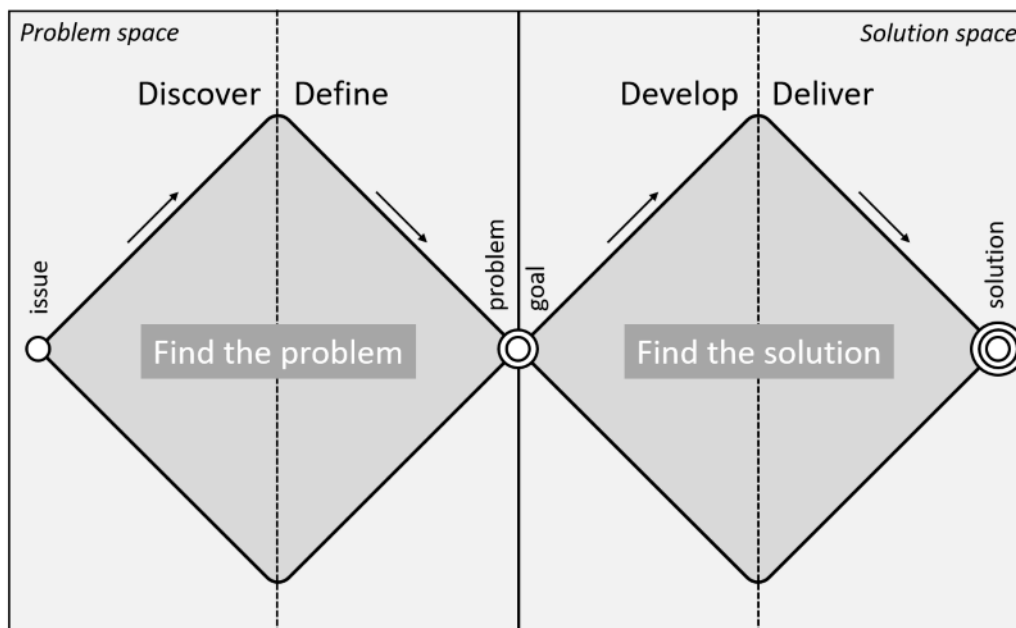 Problem space
Solution space
Discover
Define
Develop
Deliver
issue
problem
goal
solution
Find the problem
Find the solution